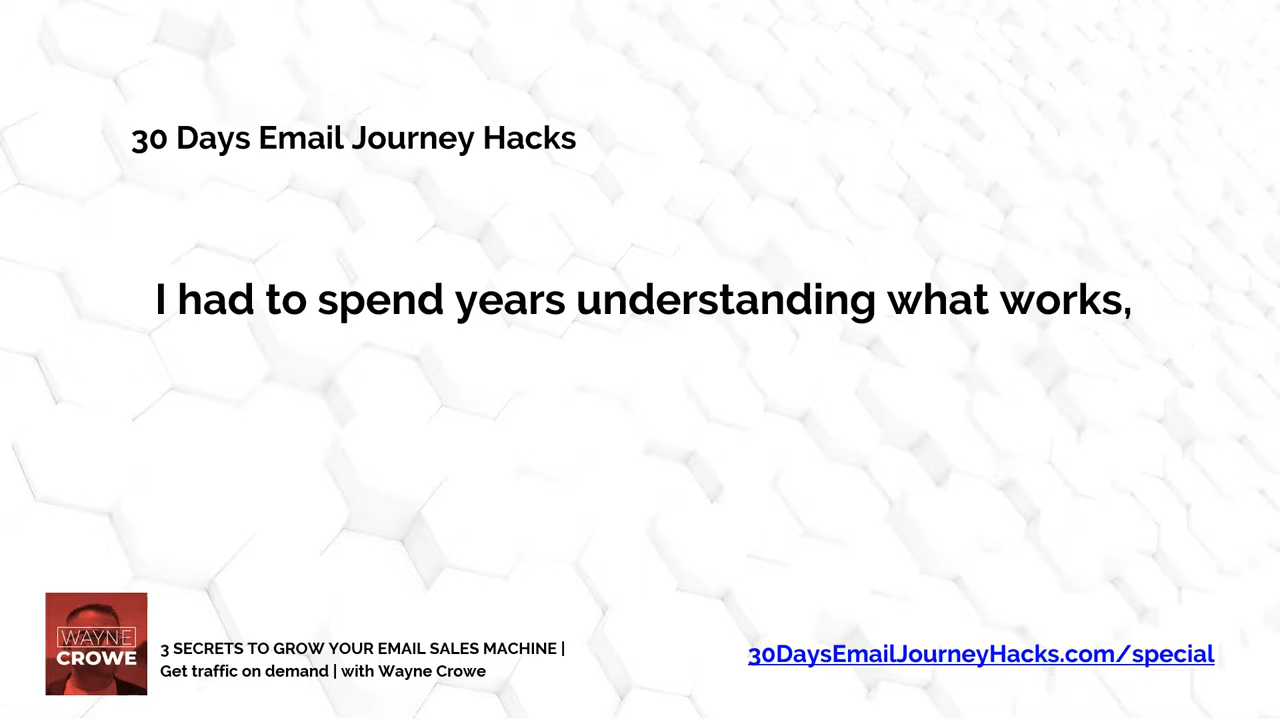 30 Days Email Journey Hacks
I had to spend years understanding what works,
WAYNE
CROWE
3 SECRETS TO GROW YOUR EMAIL SALES MACHINE |
Get traffic on demand | with Wayne Crowe
30DaysEmailJourneyHacks.com/special